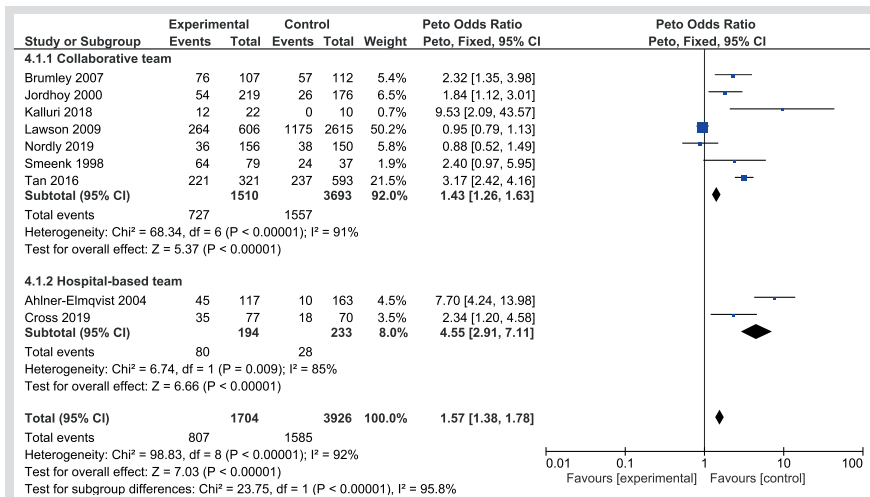 Experimental Control Peto Odds Ratio Peto Odds Ratio
Study or Subgroup Events Total Events Total Weight Peto, Fixed, 95% CI Peto, Fixed, 95% CI
4.1.1 Collaborative team
Brumley 2007 76 107 57 112 5.4% 2.32 [1.35, 3.98]
Jordhoy 2000 54 219 26 176 6.5% 1.84 [1.12, 3.01]
Kalluri 2018 12 22 0 10 0.7% 9.53 [2.09, 43.57]
Lawson 2009 264 606 1175 2615 50.2% 0.95 [0.79, 1.13]
Nordly 2019 36 156 38 150 5.8% 0.88 [0.52, 1.49]
Smeenk 1998 64 79 24 37 1.9% 2.40 [0.97, 5.95]
Tan 2016 221 321 237 593 21.5% 3.17 [2.42, 4.16]
Subtotal (95% CI) 1510 3693 92.0% 1.43 [1.26, 1.63]
Total events 727 1557
Heterogeneity: Chi² = 68.34, df = 6 (P < 0.00001); I² = 91%
Test for overall effect: Z = 5.37 (P < 0.00001)
4.1.2 Hospital-based team
Ahlner-Elmqvist 2004 45 117 10 163 4.5% 7.70 [4.24, 13.98]
Cross 2019 35 77 18 70 3.5% 2.34 [1.20, 4.58]
Subtotal (95% CI) 194 233 8.0% 4.55 [2.91, 7.11]
Total events 80 28
Heterogeneity: Chi² = 6.74, df = 1 (P = 0.009); I² = 85%
Test for overall effect: Z = 6.66 (P < 0.00001)
Total (95% CI) 1704 3926 100.0% 1.57 [1.38, 1.78]
Total events 807 1585
Heterogeneity: Chi² = 98.83, df = 8 (P < 0.00001); I² = 92%
Test for overall effect: Z = 7.03 (P < 0.00001)
Test for subgroup differences: Chi² = 23.75, df = 1 (P < 0.00001), I² = 95.8%
0.01 0.1 1 10 100
Favours [experimental] Favours [control]